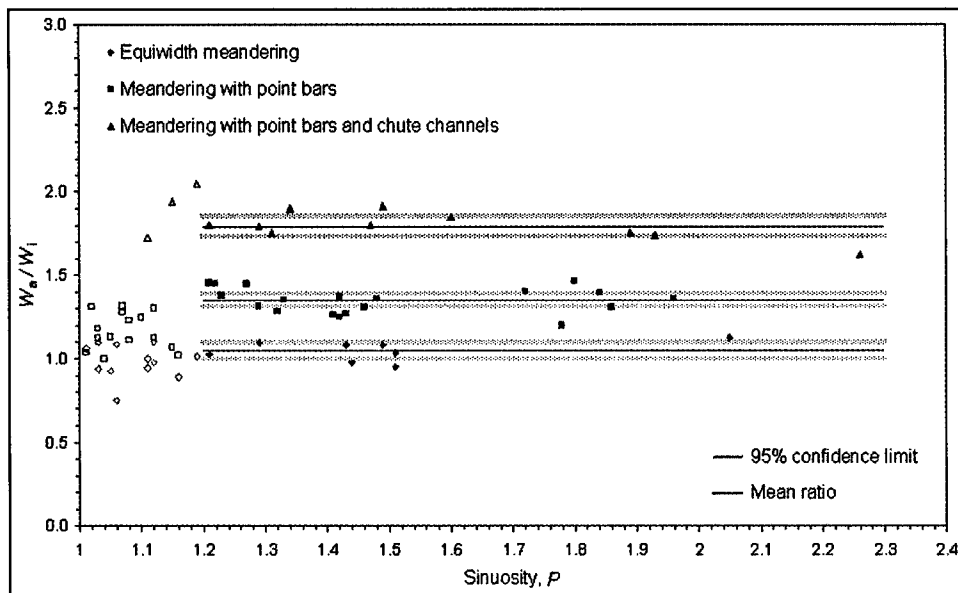 3.0
Equiwidth meandering
Meandering with point bars
2.5
Meandering with point bars and chute channels
2.0
Wa / Wi
1.5
1.0
0.5
95% confidence limit
Mean ratio
0.0
1 1.1 1.2 1.3 1.4 1.5 1.6 1.7 1.8 1.9 2 2.1 2.2 2.3 2.4
Sinuosity, P